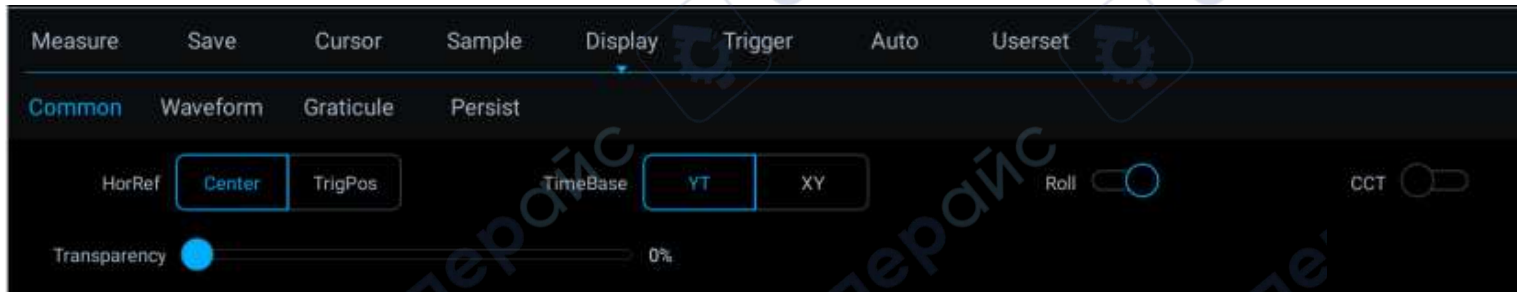 Measure Save Cursor Sample Display Trigger Auto Userset
Common Waveform Graticule Persist
HorRef Center TrigPos TimeBase YT XY Roll CCT
Transparency 0%